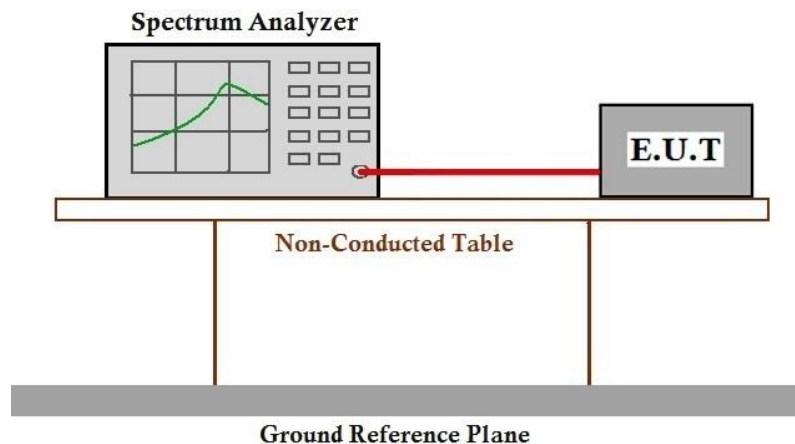 Spectrum Analyzer
E.U.T
Non-Conducted Table
Ground Reference Plane